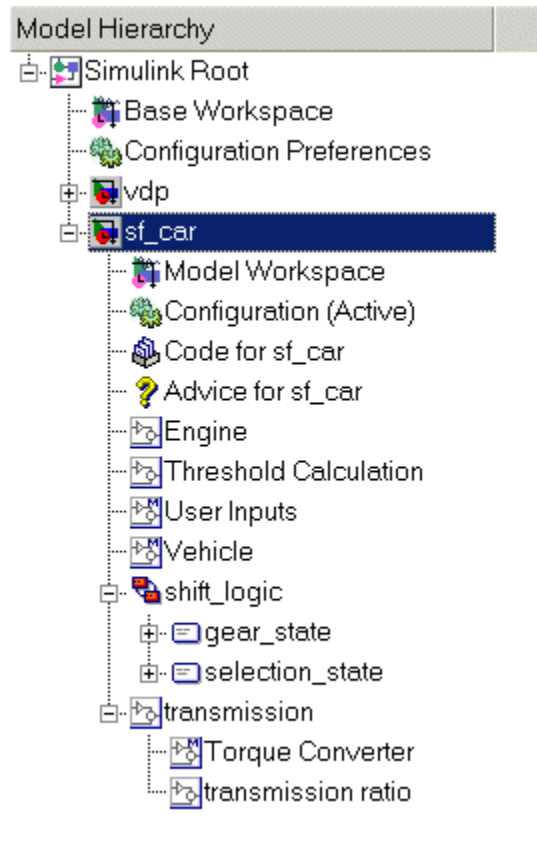 Model Hierarchy
Simulink Root
Base Workspace
Configuration Preferences
vdp
sf_car
Model Workspace
Configuration (Active)
Code for sf_car
Advice for sf_car
Engine
Threshold Calculation
User Inputs
Vehicle
shift_logic
gear_state
selection_state
transmission
Torque Converter
transmission ratio